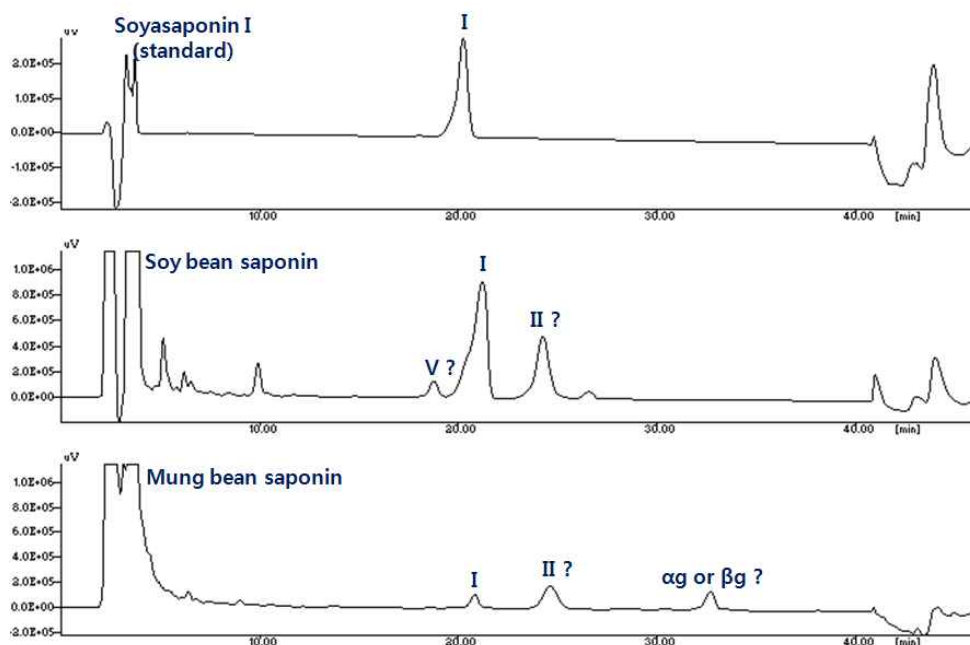 Soyasaponin I
(standard)
I
uV
2.0E+05
1.0E+05
0.0E+00
-1.0E+05
-2.0E+05
10.00 20.00 30.00 40.00 [min]
uV
Soy bean saponin
I
II ?
V ?
1.0E+06
8.0E+05
6.0E+05
4.0E+05
2.0E+05
0.0E+00
10.00 20.00 30.00 40.00 [min]
uV
Mung bean saponin
I
II ?
αg or βg ?
1.0E+06
8.0E+05
6.0E+05
4.0E+05
2.0E+05
0.0E+00
-2.0E+05
10.00 20.00 30.00 40.00 [min]